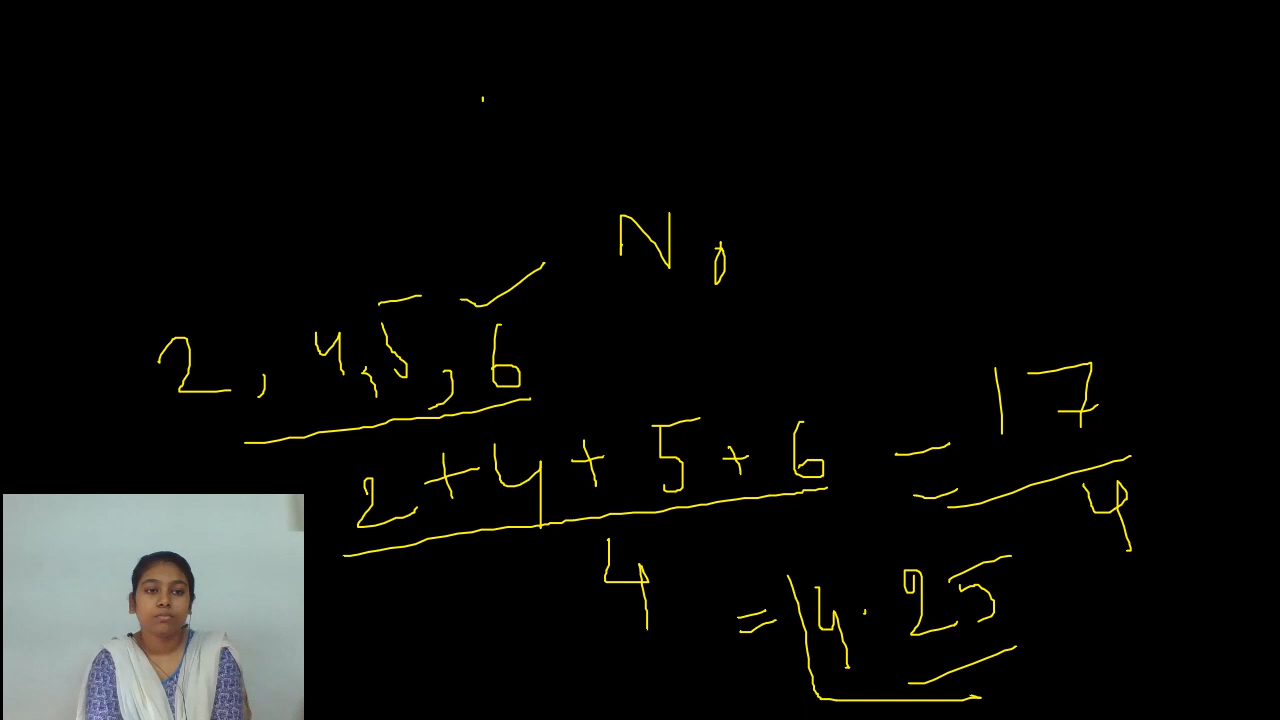 N,
2, 4, 5, 6
2 + 4 + 5 + 6 = 17
4 4
= 4.25